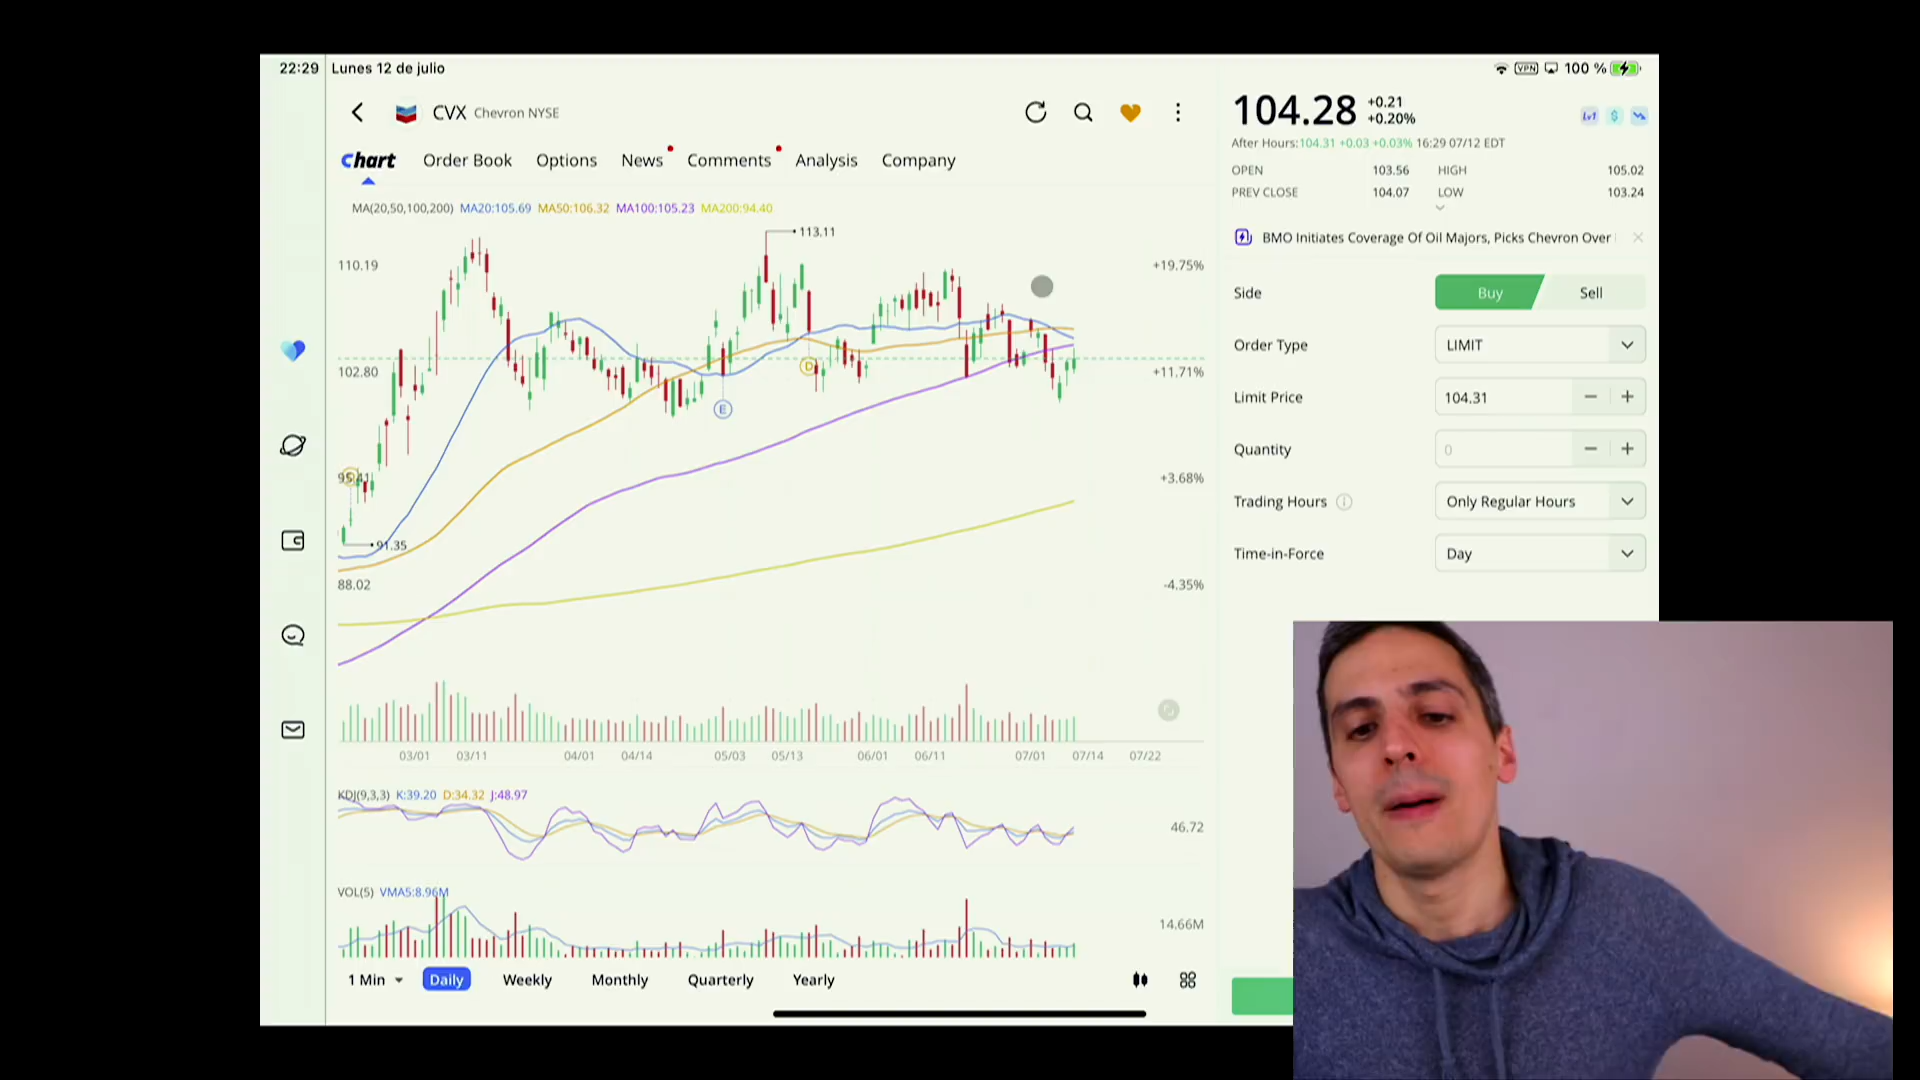 22:29 Lunes 12 de julio
VPN 100 %
CVX Chevron NYSE
Chart Order Book Options News Comments Analysis Company
MA(20,50,100,200) MA20:105.69 MA50:106.32 MA100:105.23 MA200:94.40
113.11
110.19 +19.75%
102.80 +11.71%
D
E
95.41 +3.68%
91.35
88.02 -4.35%
03/01 03/11 04/01 04/14 05/03 05/13 06/01 06/11 07/01 07/14 07/22
KDJ(9,3,3) K:39.20 D:34.32 J:48.97
46.72
VOL(5) VMA5:8.96M
14.66M
1 Min Daily Weekly Monthly Quarterly Yearly
104.28 +0.21
+0.20%
Lv1 $
After Hours:104.31 +0.03 +0.03% 16:29 07/12 EDT
OPEN 103.56 HIGH 105.02
PREV CLOSE 104.07 LOW 103.24
BMO Initiates Coverage Of Oil Majors, Picks Chevron Over
Side Buy Sell
Order Type LIMIT
Limit Price 104.31 − +
Quantity 0 − +
Trading Hours Only Regular Hours
Time-in-Force Day